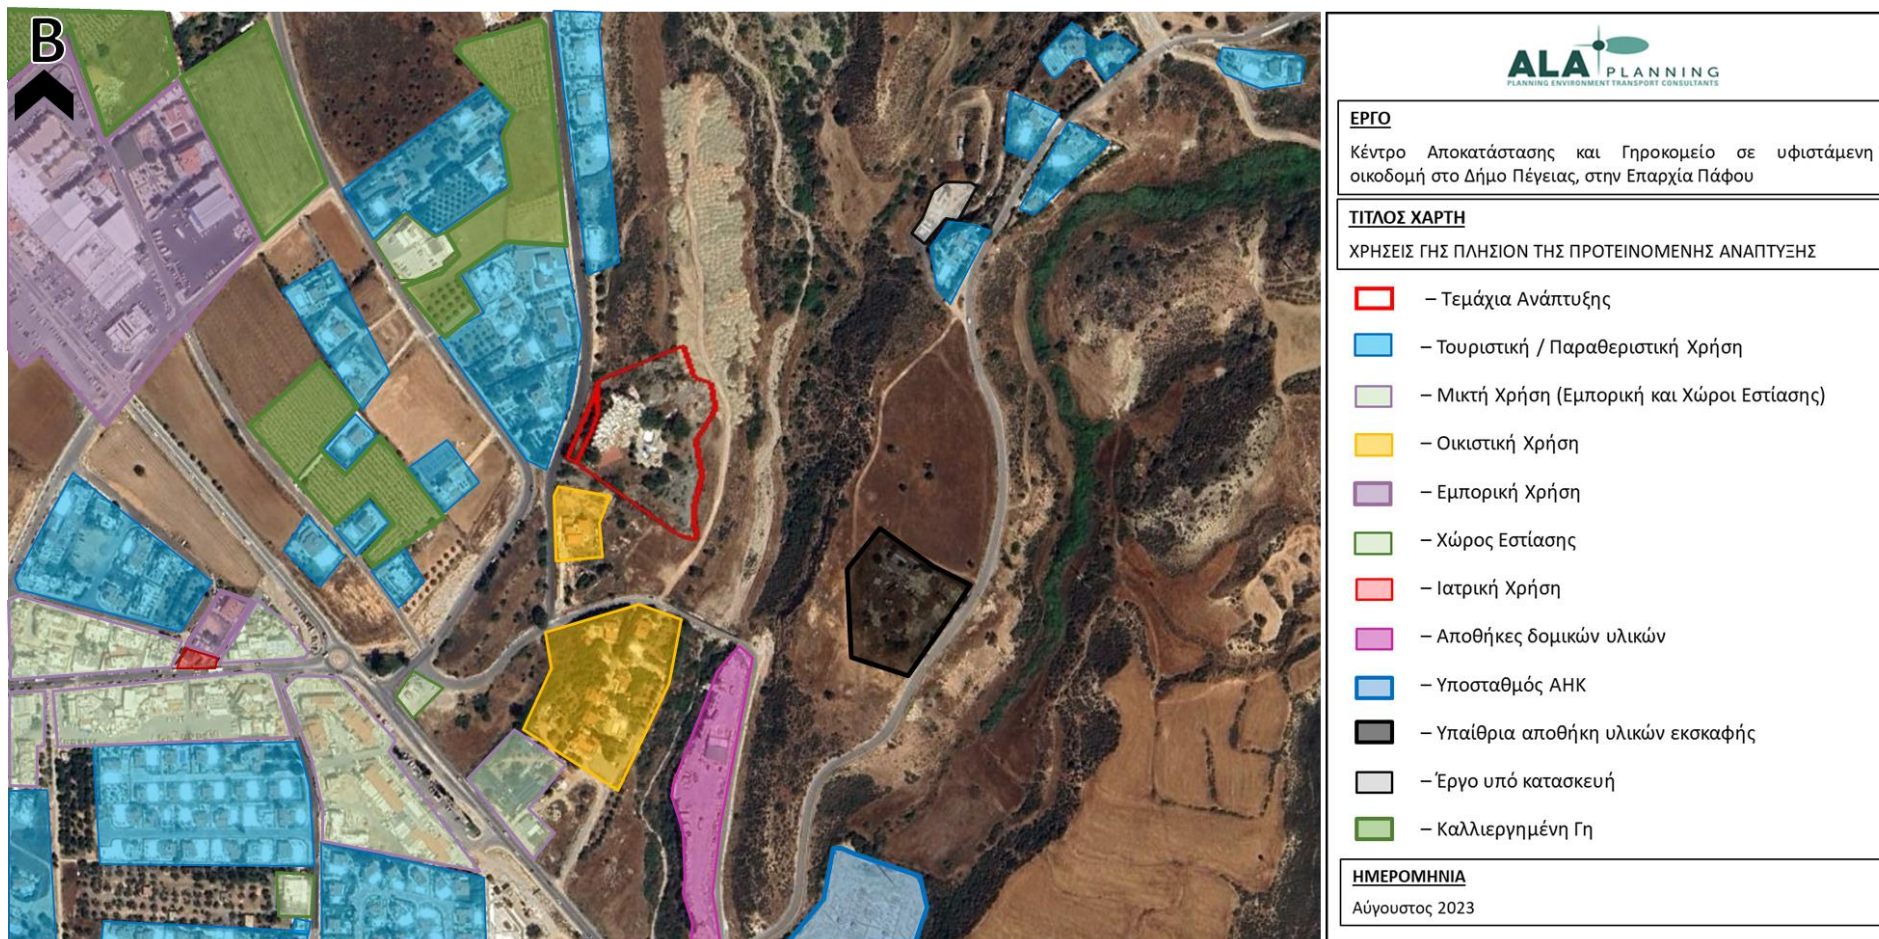 B
ALA PLANNING
PLANNING ENVIRONMENT TRANSPORT CONSULTANTS
ΕΡΓΟ
Κέντρο Αποκατάστασης και Γηροκομείο σε υφιστάμενη
οικοδομή στο Δήμο Πέγειας, στην Επαρχία Πάφου
ΤΙΤΛΟΣ ΧΑΡΤΗ
ΧΡΗΣΕΙΣ ΓΗΣ ΠΛΗΣΙΟΝ ΤΗΣ ΠΡΟΤΕΙΝΟΜΕΝΗΣ ΑΝΑΠΤΥΞΗΣ
– Τεμάχια Ανάπτυξης
– Τουριστική / Παραθεριστική Χρήση
– Μικτή Χρήση (Εμπορική και Χώροι Εστίασης)
– Οικιστική Χρήση
– Εμπορική Χρήση
– Χώρος Εστίασης
– Ιατρική Χρήση
– Αποθήκες δομικών υλικών
– Υποσταθμός ΑΗΚ
– Υπαίθρια αποθήκη υλικών εκσκαφής
– Έργο υπό κατασκευή
– Καλλιεργημένη Γη
ΗΜΕΡΟΜΗΝΙΑ
Αύγουστος 2023